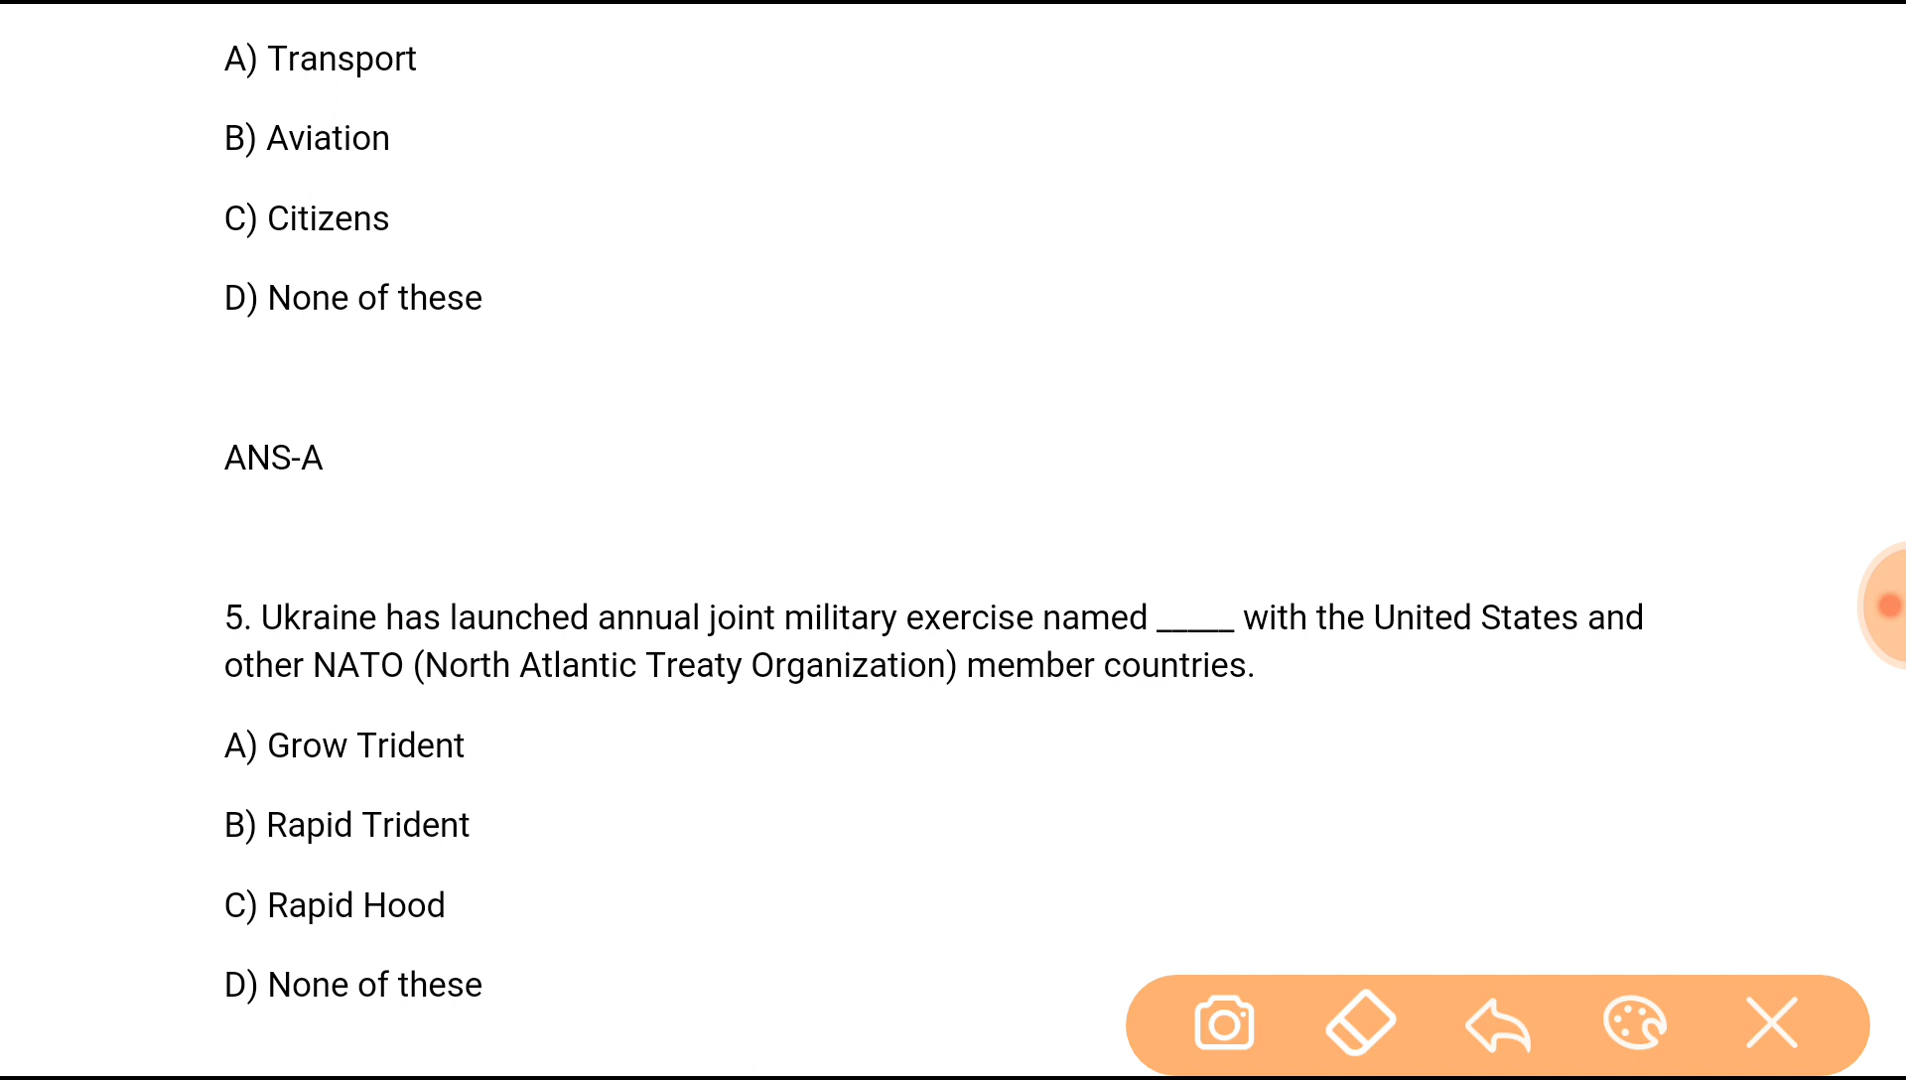 A) Transport
B) Aviation
C) Citizens
D) None of these
ANS-A
5. Ukraine has launched annual joint military exercise named _____ with the United States and
other NATO (North Atlantic Treaty Organization) member countries.
A) Grow Trident
B) Rapid Trident
C) Rapid Hood
D) None of these